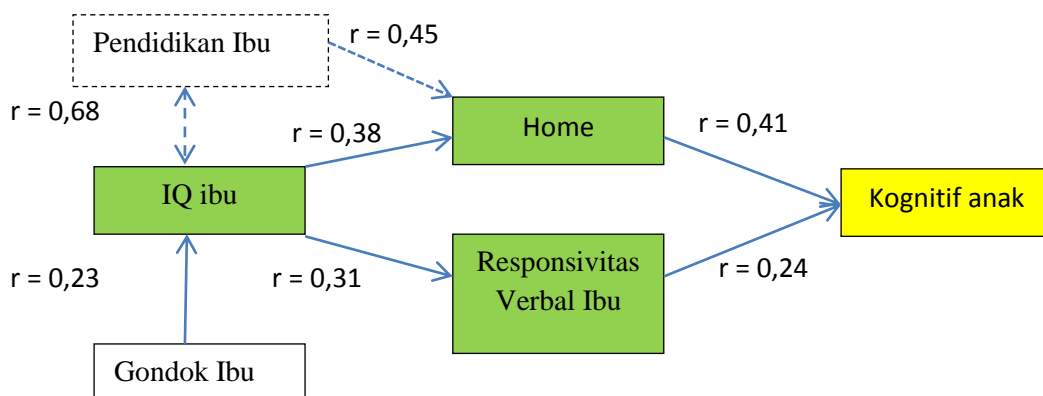 Pendidikan Ibu
r = 0,45
r = 0,68
r = 0,38
Home
r = 0,41
IQ ibu
Kognitif anak
r = 0,23
r = 0,31
Responsivitas
Verbal Ibu
r = 0,24
Gondok Ibu